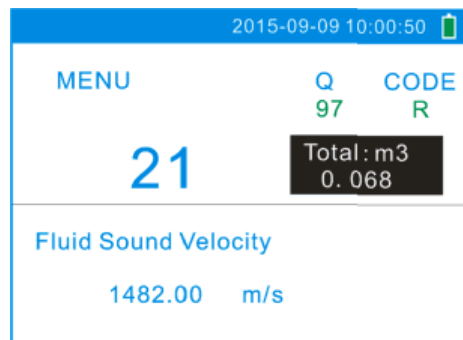 2015-09-09 10:00:50
MENU Q CODE
97 R
21
Total: m3
0.068
Fluid Sound Velocity
1482.00 m/s